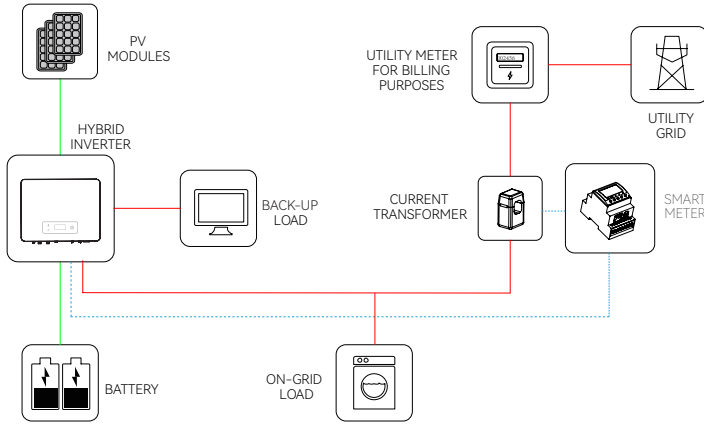 PV
MODULES
UTILITY METER
FOR BILLING
PURPOSES
UTILITY
GRID
HYBRID
INVERTER
BACK-UP
LOAD
CURRENT
TRANSFORMER
SMART
METER
BATTERY
ON-GRID
LOAD